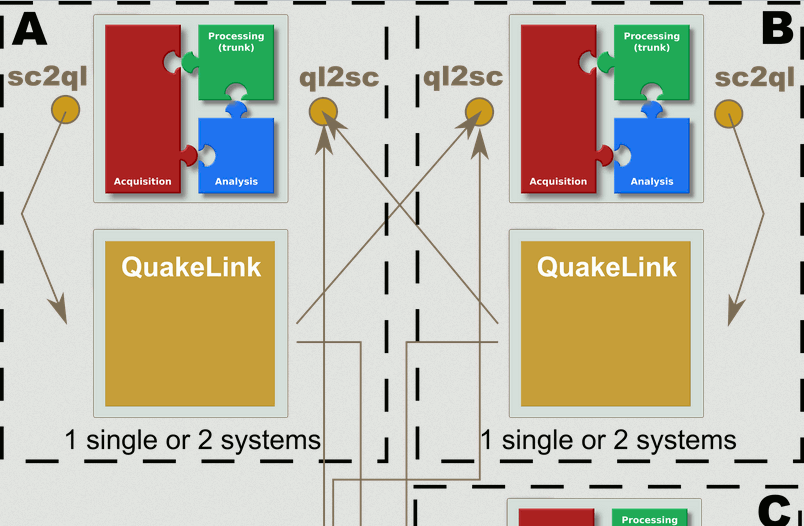 A
B
sc2ql
Processing
(trunk)
Acquisition
Analysis
ql2sc
ql2sc
Processing
(trunk)
Acquisition
Analysis
sc2ql
QuakeLink
QuakeLink
1 single or 2 systems
1 single or 2 systems
C
Processing